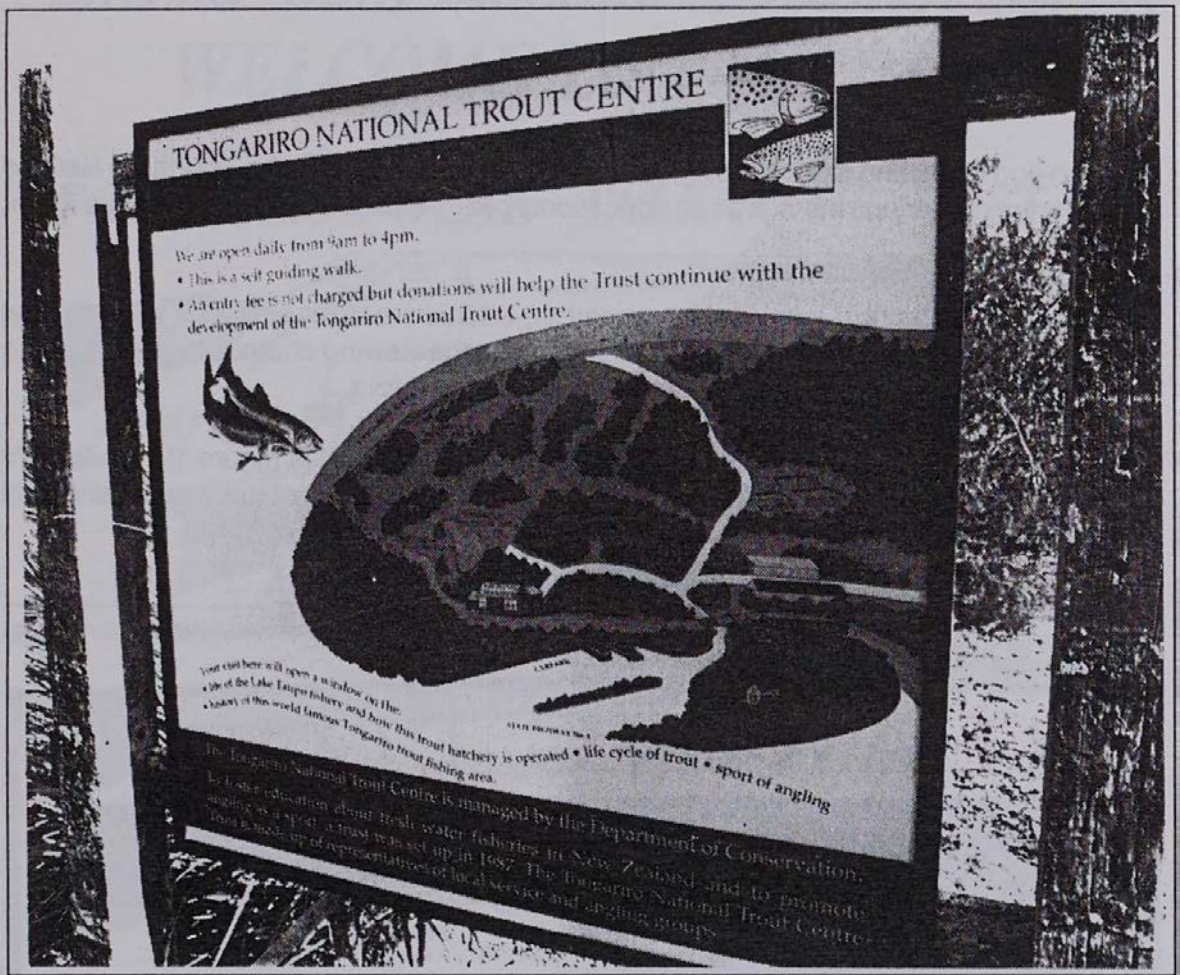 TONGARIRO NATIONAL TROUT CENTRE
We are open daily from 9am to 4pm.
• This is a self guiding walk.
• An entry fee is not charged but donations will help the Trust continue with the
development of the Tongariro National Trout Centre.
CARPARK
STATE HIGHWAY No 1
Your visit here will open a window on the:
• life of the Lake Taupo fishery and how this trout hatchery is operated • life cycle of trout • sport of angling
• history of this world famous Tongariro trout fishing area.
The Tongariro National Trout Centre is managed by the Department of Conservation.
To foster education about fresh water fisheries in New Zealand and to promote
angling as a sport, a trust was set up in 1987. The Tongariro National Trout Centre
Trust is made up of representatives of local service and angling groups